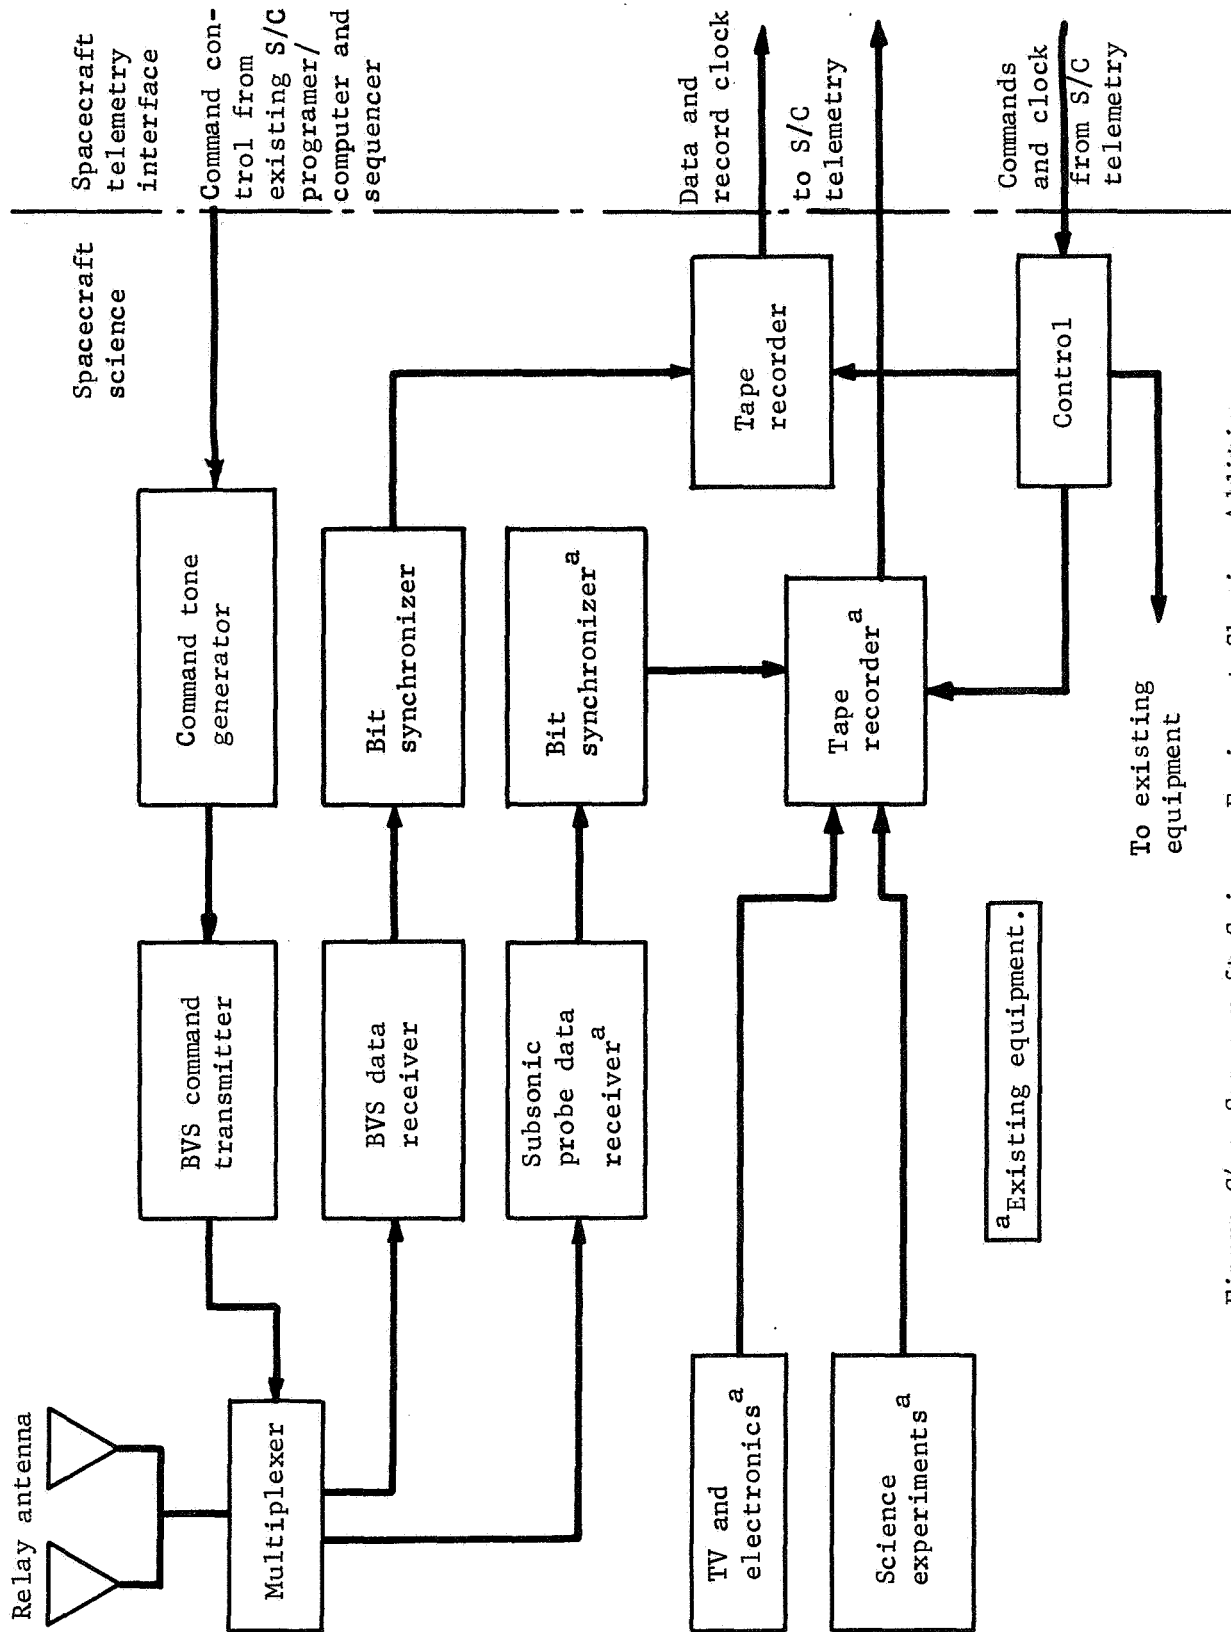 Relay antenna
Spacecraft
science
Spacecraft
telemetry
interface
Multiplexer
BVS command
transmitter
Command tone
generator
Command con-
trol from
existing S/C
programer/
computer and
sequencer
BVS data
receiver
Bit
synchronizer
Subsonic
probe data
receiver^a
Bit
synchronizer^a
TV and
electronics^a
Science
experiments^a
Tape
recorder^a
Tape
recorder
Data and
record clock
to S/C
telemetry
Control
Commands
and clock
from S/C
telemetry
^aExisting equipment.
To existing
equipment